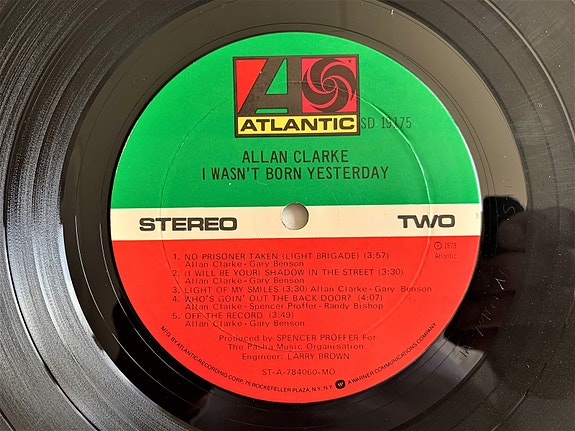 ATLANTIC SD 19175
ALLAN CLARKE
I WASN'T BORN YESTERDAY
STEREO TWO
℗ 1978
Atlantic
1. NO PRISONER TAKEN (LIGHT BRIGADE) (3:57)
Allan Clarke - Gary Benson
2. (I WILL BE YOUR) SHADOW IN THE STREET (3:30)
Allan Clarke - Gary Benson
3. LIGHT OF MY SMILES (3:30) Allan Clarke - Gary Benson
4. WHO'S GOIN' OUT THE BACK DOOR? (4:07)
Allan Clarke - Spencer Proffer - Randy Bishop
5. OFF THE RECORD (3:49)
Allan Clarke - Gary Benson
Produced by SPENCER PROFFER For
The Pasha Music Organisation
Engineer: LARRY BROWN
ST-A-784060-MO
MFG. BY ATLANTIC RECORDING CORP., 75 ROCKEFELLER PLAZA, N.Y., N.Y. W A WARNER COMMUNICATIONS COMPANY